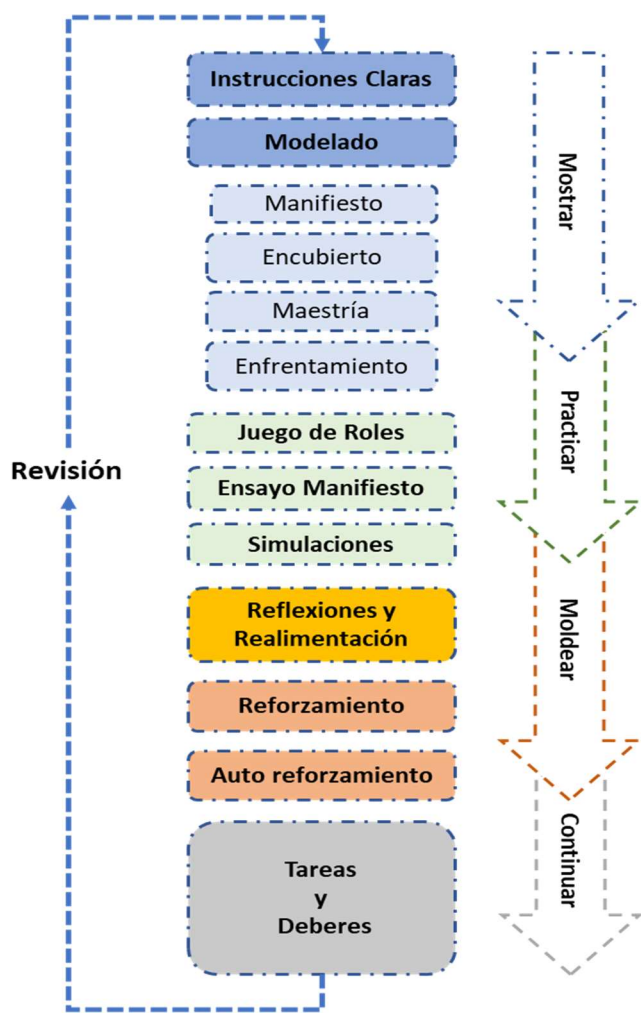 Instrucciones Claras
Modelado
Manifiesto
Encubierto
Maestría
Enfrentamiento
Juego de Roles
Ensayo Manifiesto
Simulaciones
Reflexiones y
Realimentación
Reforzamiento
Auto reforzamiento
Tareas
y
Deberes
Revisión
Mostrar
Practicar
Moldear
Continuar